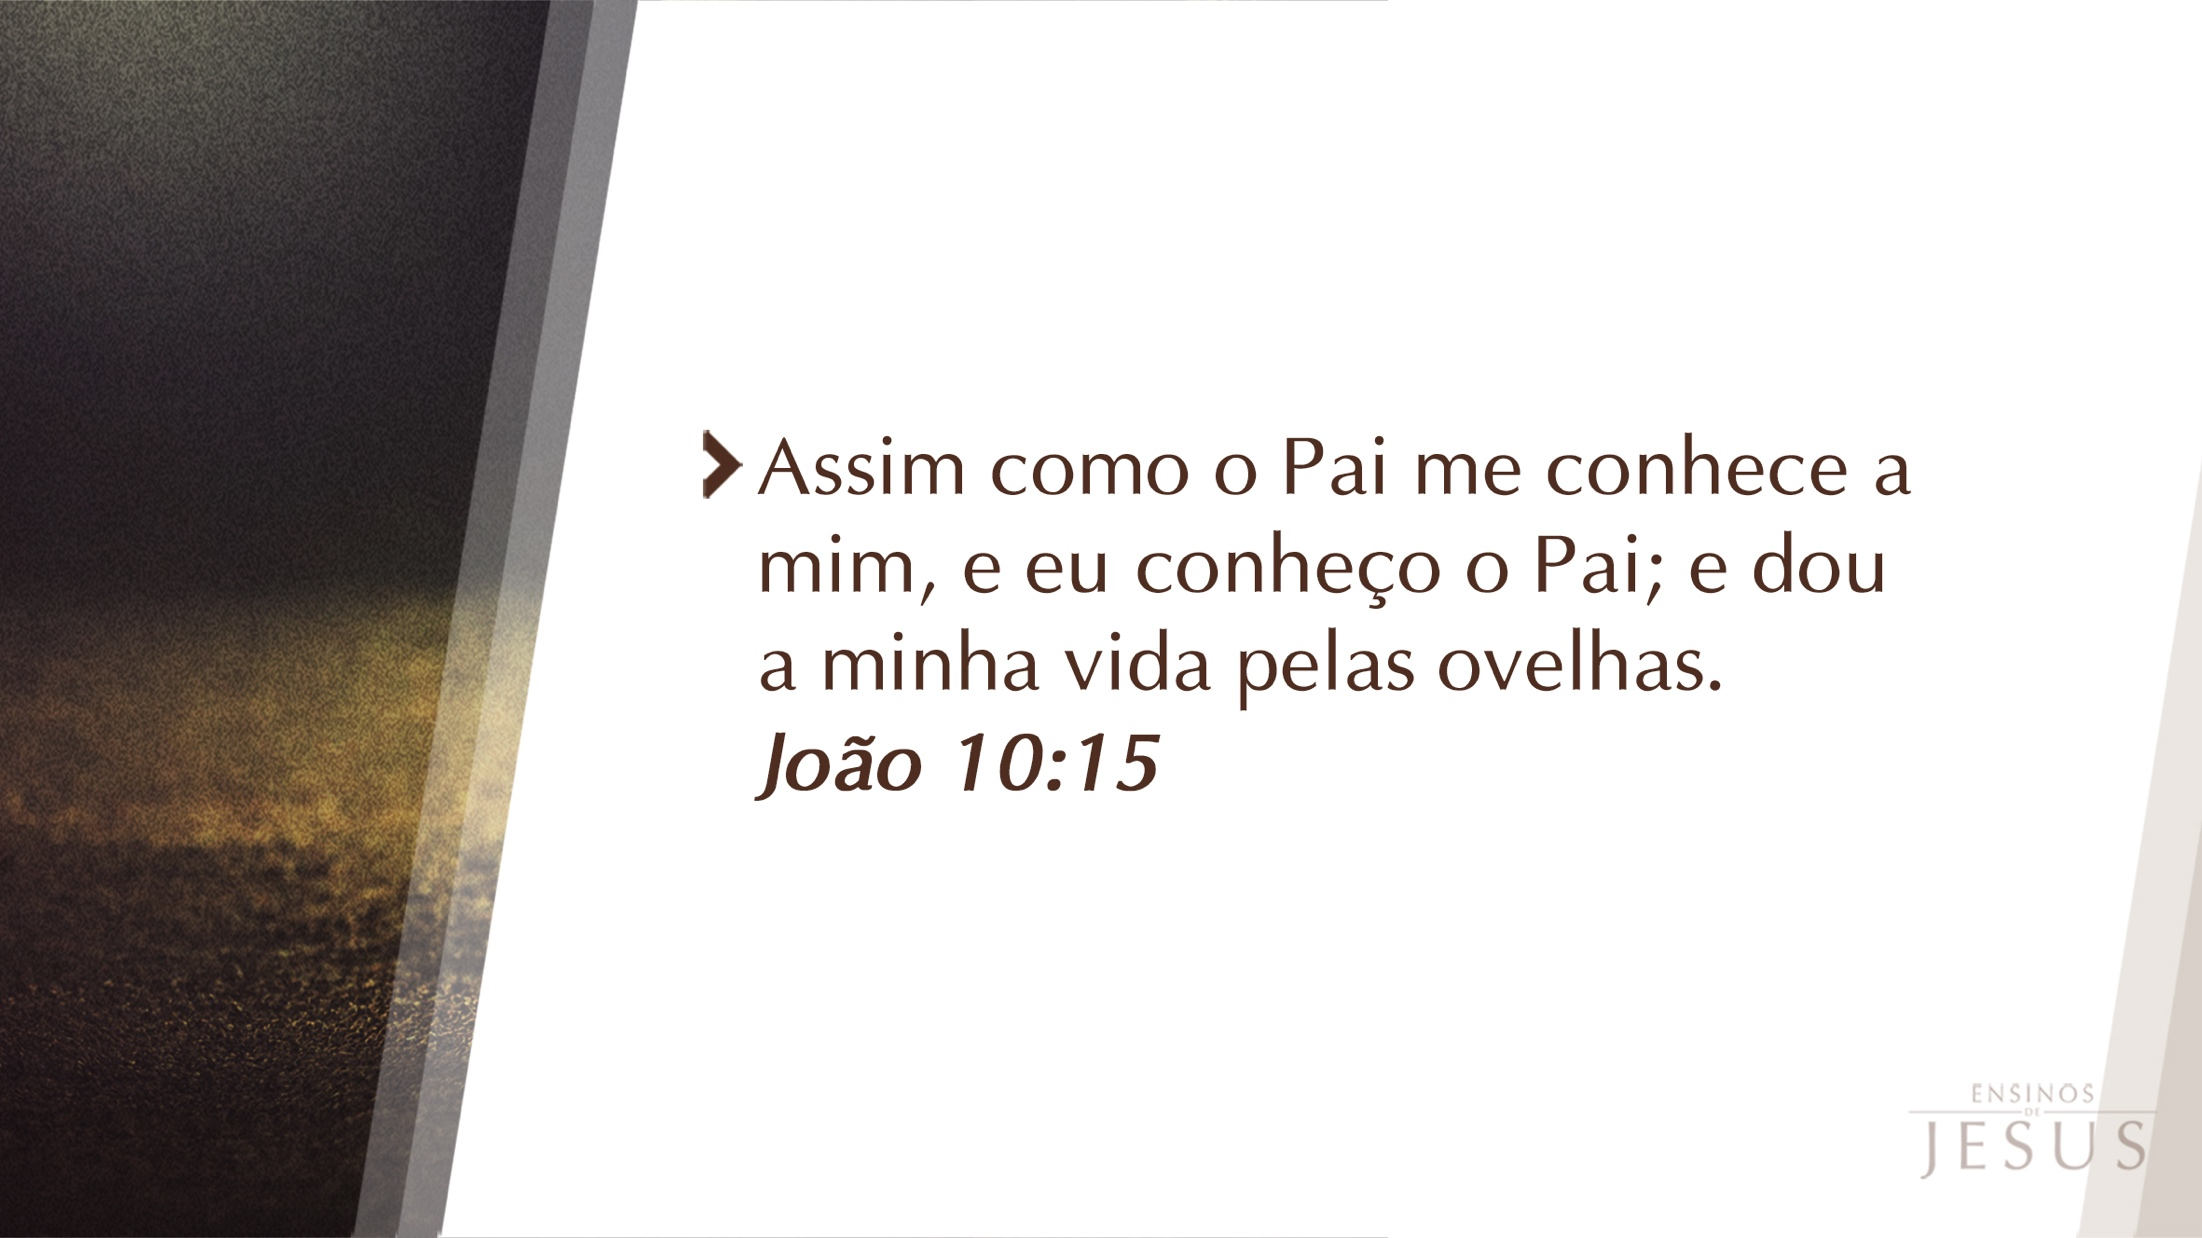 Assim como o Pai me conhece a
mim, e eu conheço o Pai; e dou
a minha vida pelas ovelhas.
João 10:15
ENSINOS
DE
JESUS